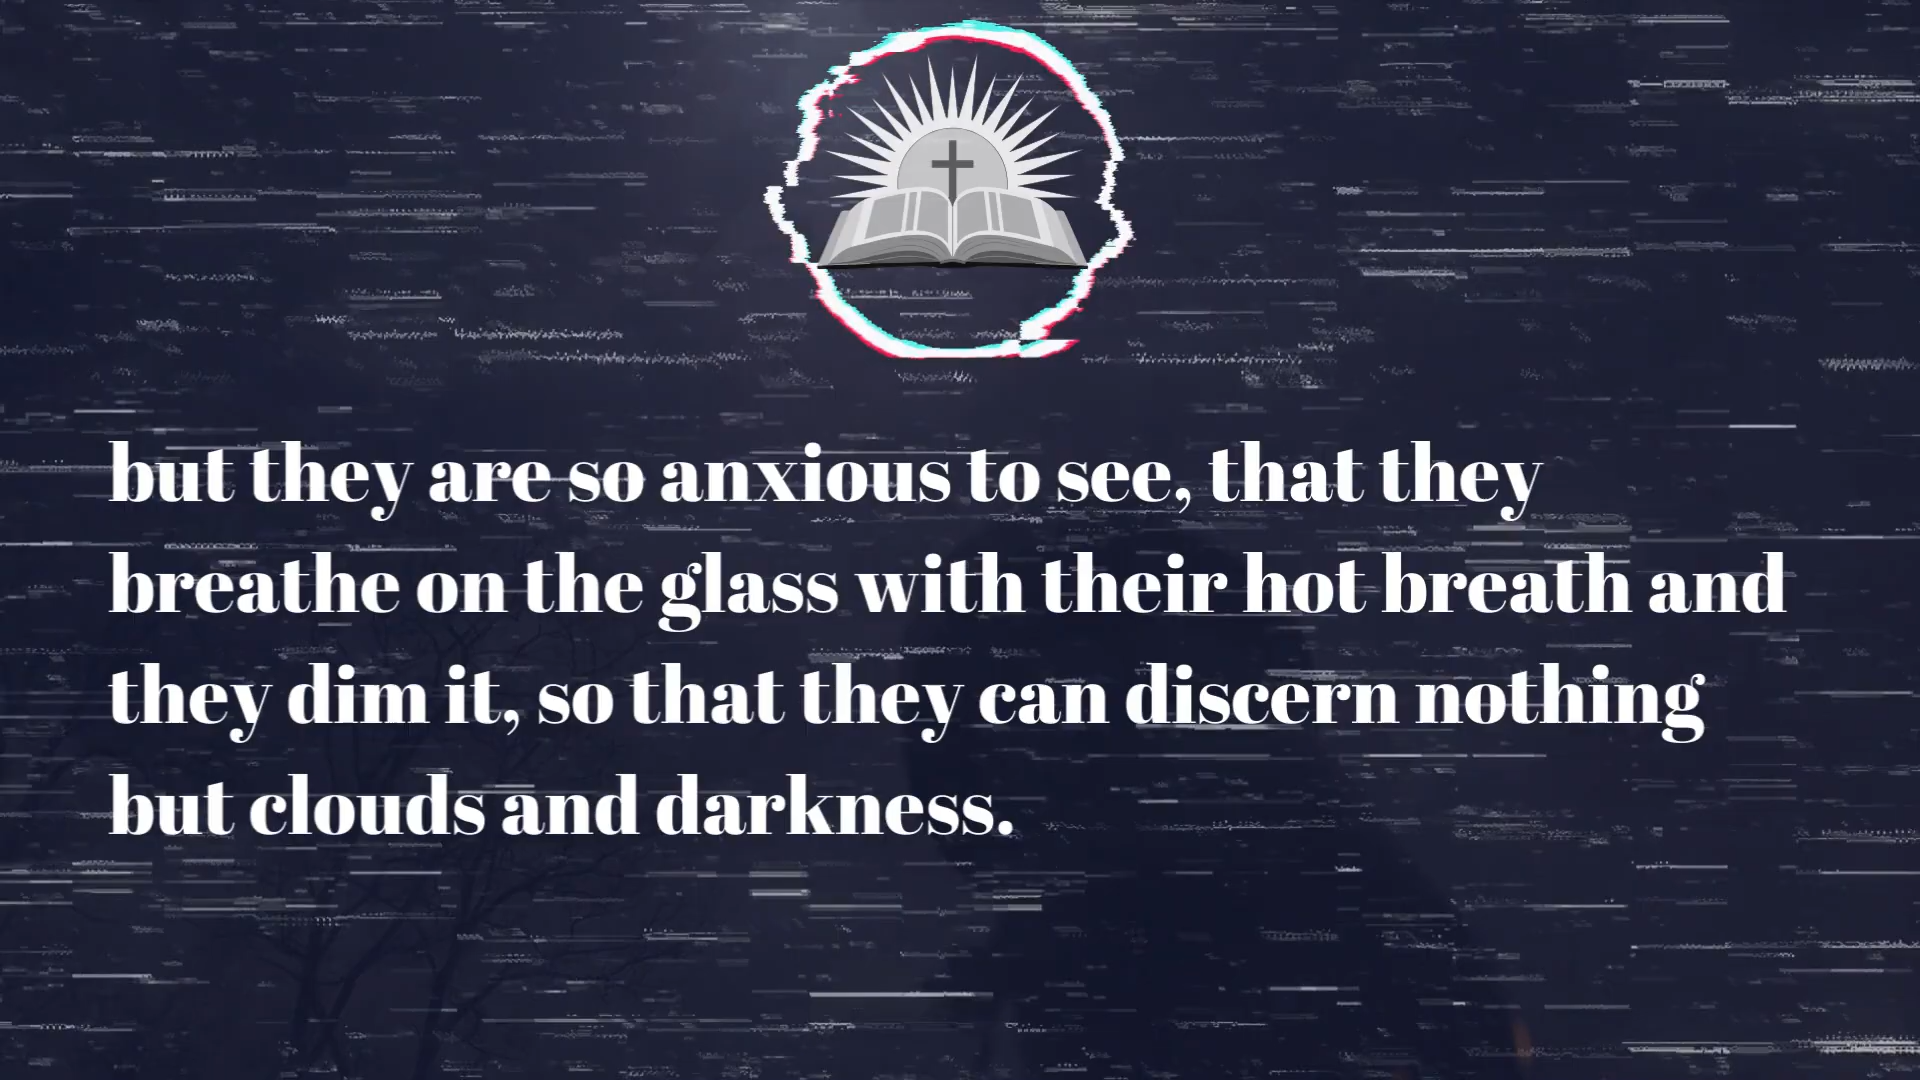 but they are so anxious to see, that they
breathe on the glass with their hot breath and
they dim it, so that they can discern nothing
but clouds and darkness.